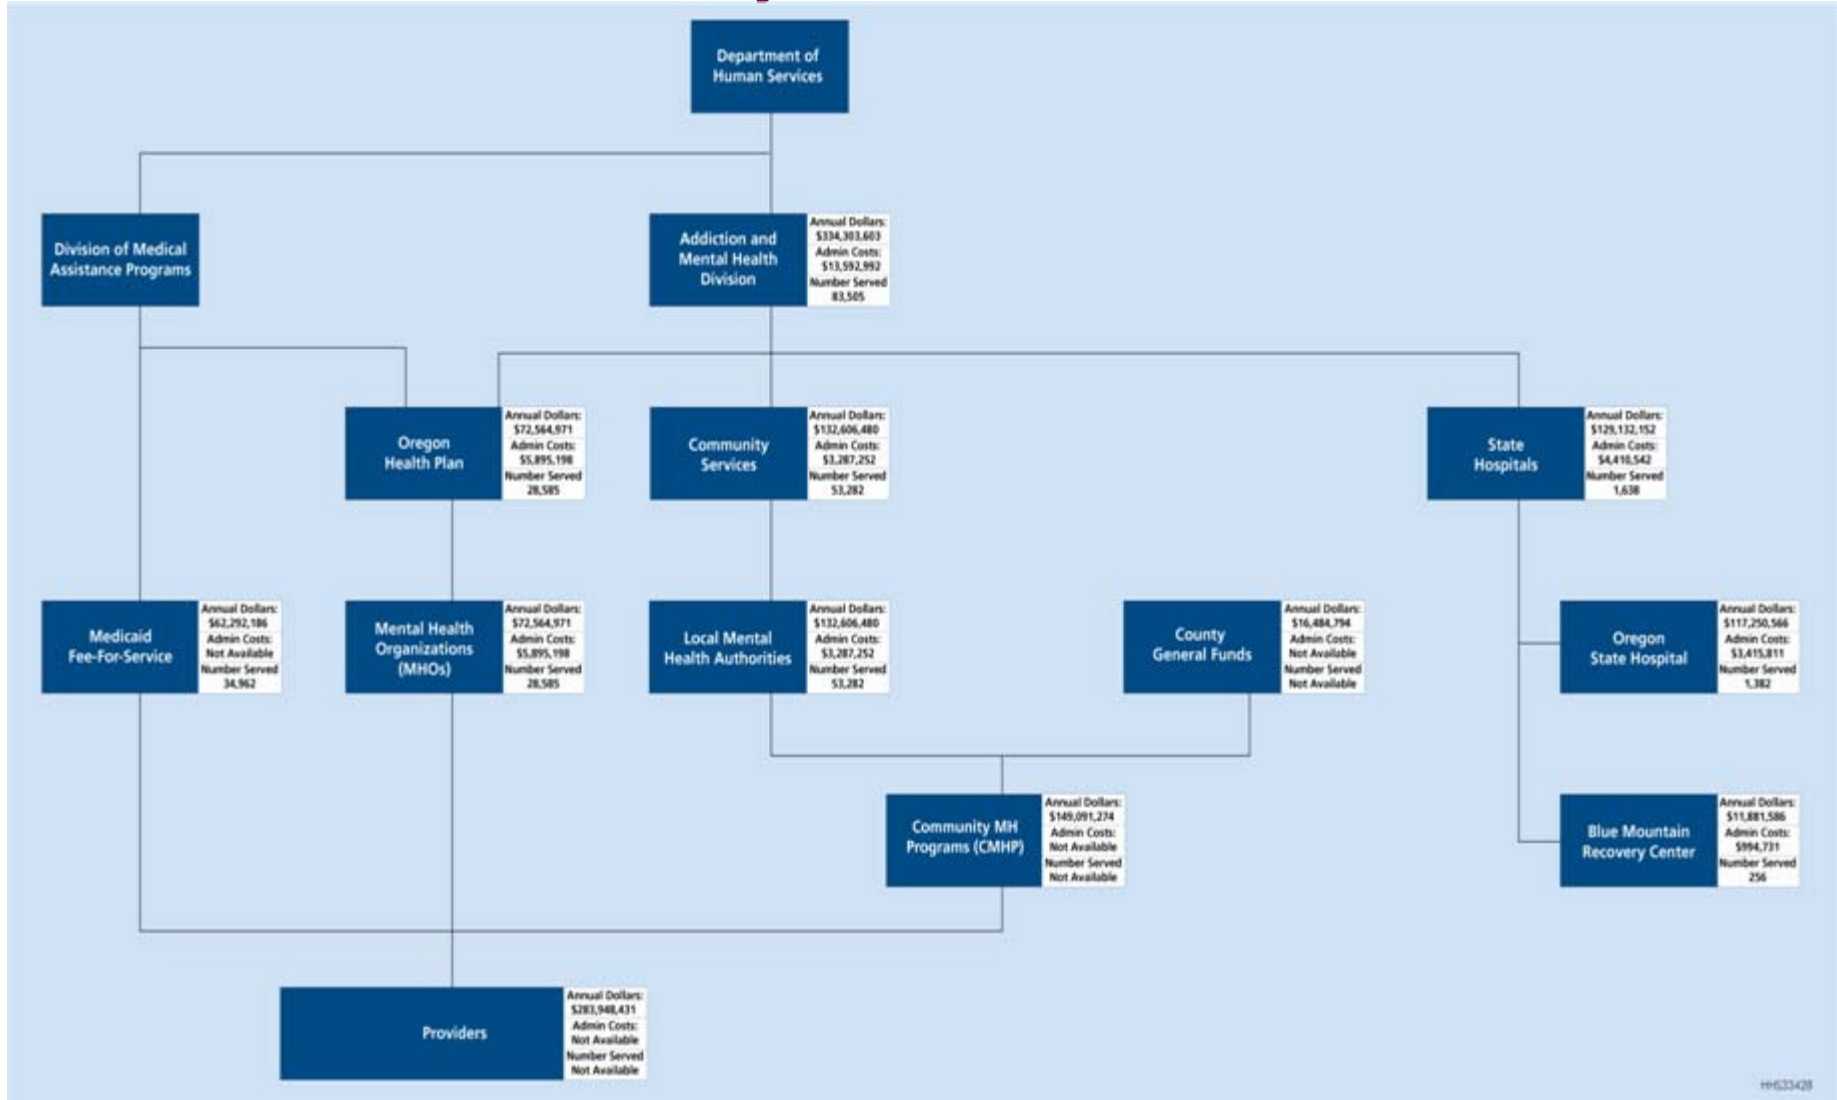 Department of
Human Services
Division of Medical
Assistance Programs
Addiction and
Mental Health
Division
Annual Dollars:
$334,303,603
Admin Costs:
$13,592,992
Number Served
83,505
Oregon
Health Plan
Annual Dollars:
$72,564,971
Admin Costs:
$5,895,198
Number Served
28,585
Community
Services
Annual Dollars:
$132,606,480
Admin Costs:
$3,287,252
Number Served
53,282
State
Hospitals
Annual Dollars:
$129,132,152
Admin Costs:
$4,410,542
Number Served
1,638
Medicaid
Fee-For-Service
Annual Dollars:
$62,292,186
Admin Costs:
Not Available
Number Served
34,962
Mental Health
Organizations
(MHOs)
Annual Dollars:
$72,564,971
Admin Costs:
$5,895,198
Number Served
28,585
Local Mental
Health Authorities
Annual Dollars:
$132,606,480
Admin Costs:
$3,287,252
Number Served
53,282
County
General Funds
Annual Dollars:
$16,484,794
Admin Costs:
Not Available
Number Served
Not Available
Oregon
State Hospital
Annual Dollars:
$117,250,566
Admin Costs:
$3,415,811
Number Served
1,382
Community MH
Programs (CMHP)
Annual Dollars:
$149,091,274
Admin Costs:
Not Available
Number Served
Not Available
Blue Mountain
Recovery Center
Annual Dollars:
$11,881,586
Admin Costs:
$994,731
Number Served
256
Providers
Annual Dollars:
$283,948,431
Admin Costs:
Not Available
Number Served
Not Available
HHS33428